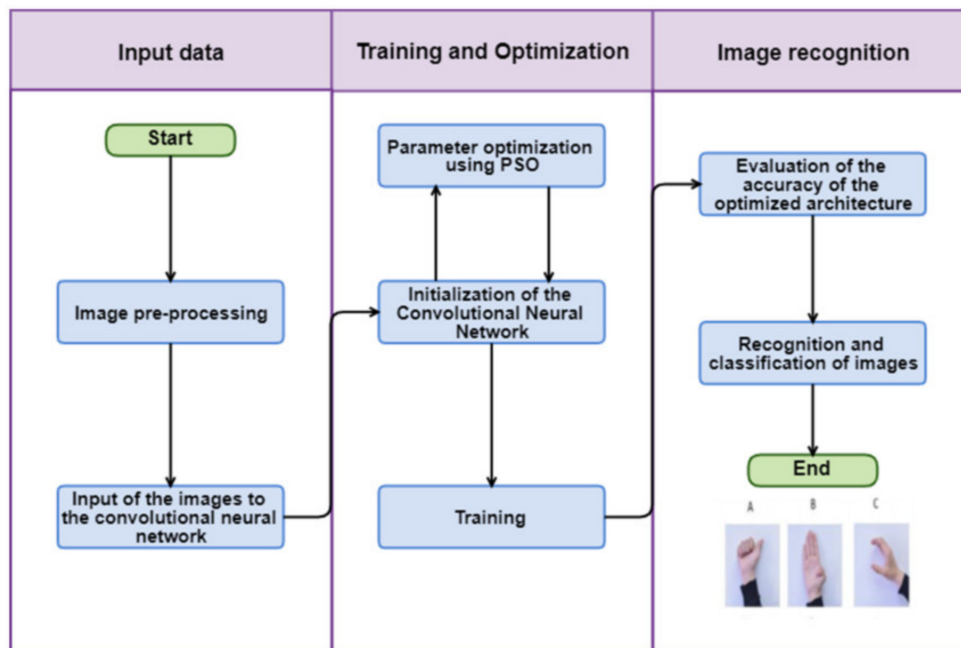 Input data
Training and Optimization
Image recognition
Start
Image pre-processing
Input of the images to
the convolutional neural
network
Parameter optimization
using PSO
Initialization of the
Convolutional Neural
Network
Training
Evaluation of the
accuracy of the
optimized architecture
Recognition and
classification of images
End
A B C